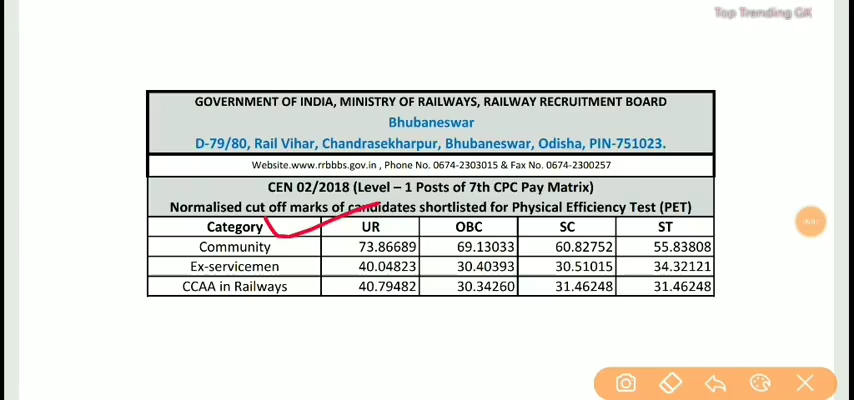 Top Trending GK
GOVERNMENT OF INDIA, MINISTRY OF RAILWAYS, RAILWAY RECRUITMENT BOARD
Bhubaneswar
D-79/80, Rail Vihar, Chandrasekharpur, Bhubaneswar, Odisha, PIN-751023.
Website.www.rrbbbs.gov.in , Phone No. 0674-2303015 & Fax No. 0674-2300257
CEN 02/2018 (Level – 1 Posts of 7th CPC Pay Matrix)
Normalised cut off marks of candidates shortlisted for Physical Efficiency Test (PET)
Category UR OBC SC ST
Community 73.86689 69.13033 60.82752 55.83808
Ex-servicemen 40.04823 30.40393 30.51015 34.32121
CCAA in Railways 40.79482 30.34260 31.46248 31.46248